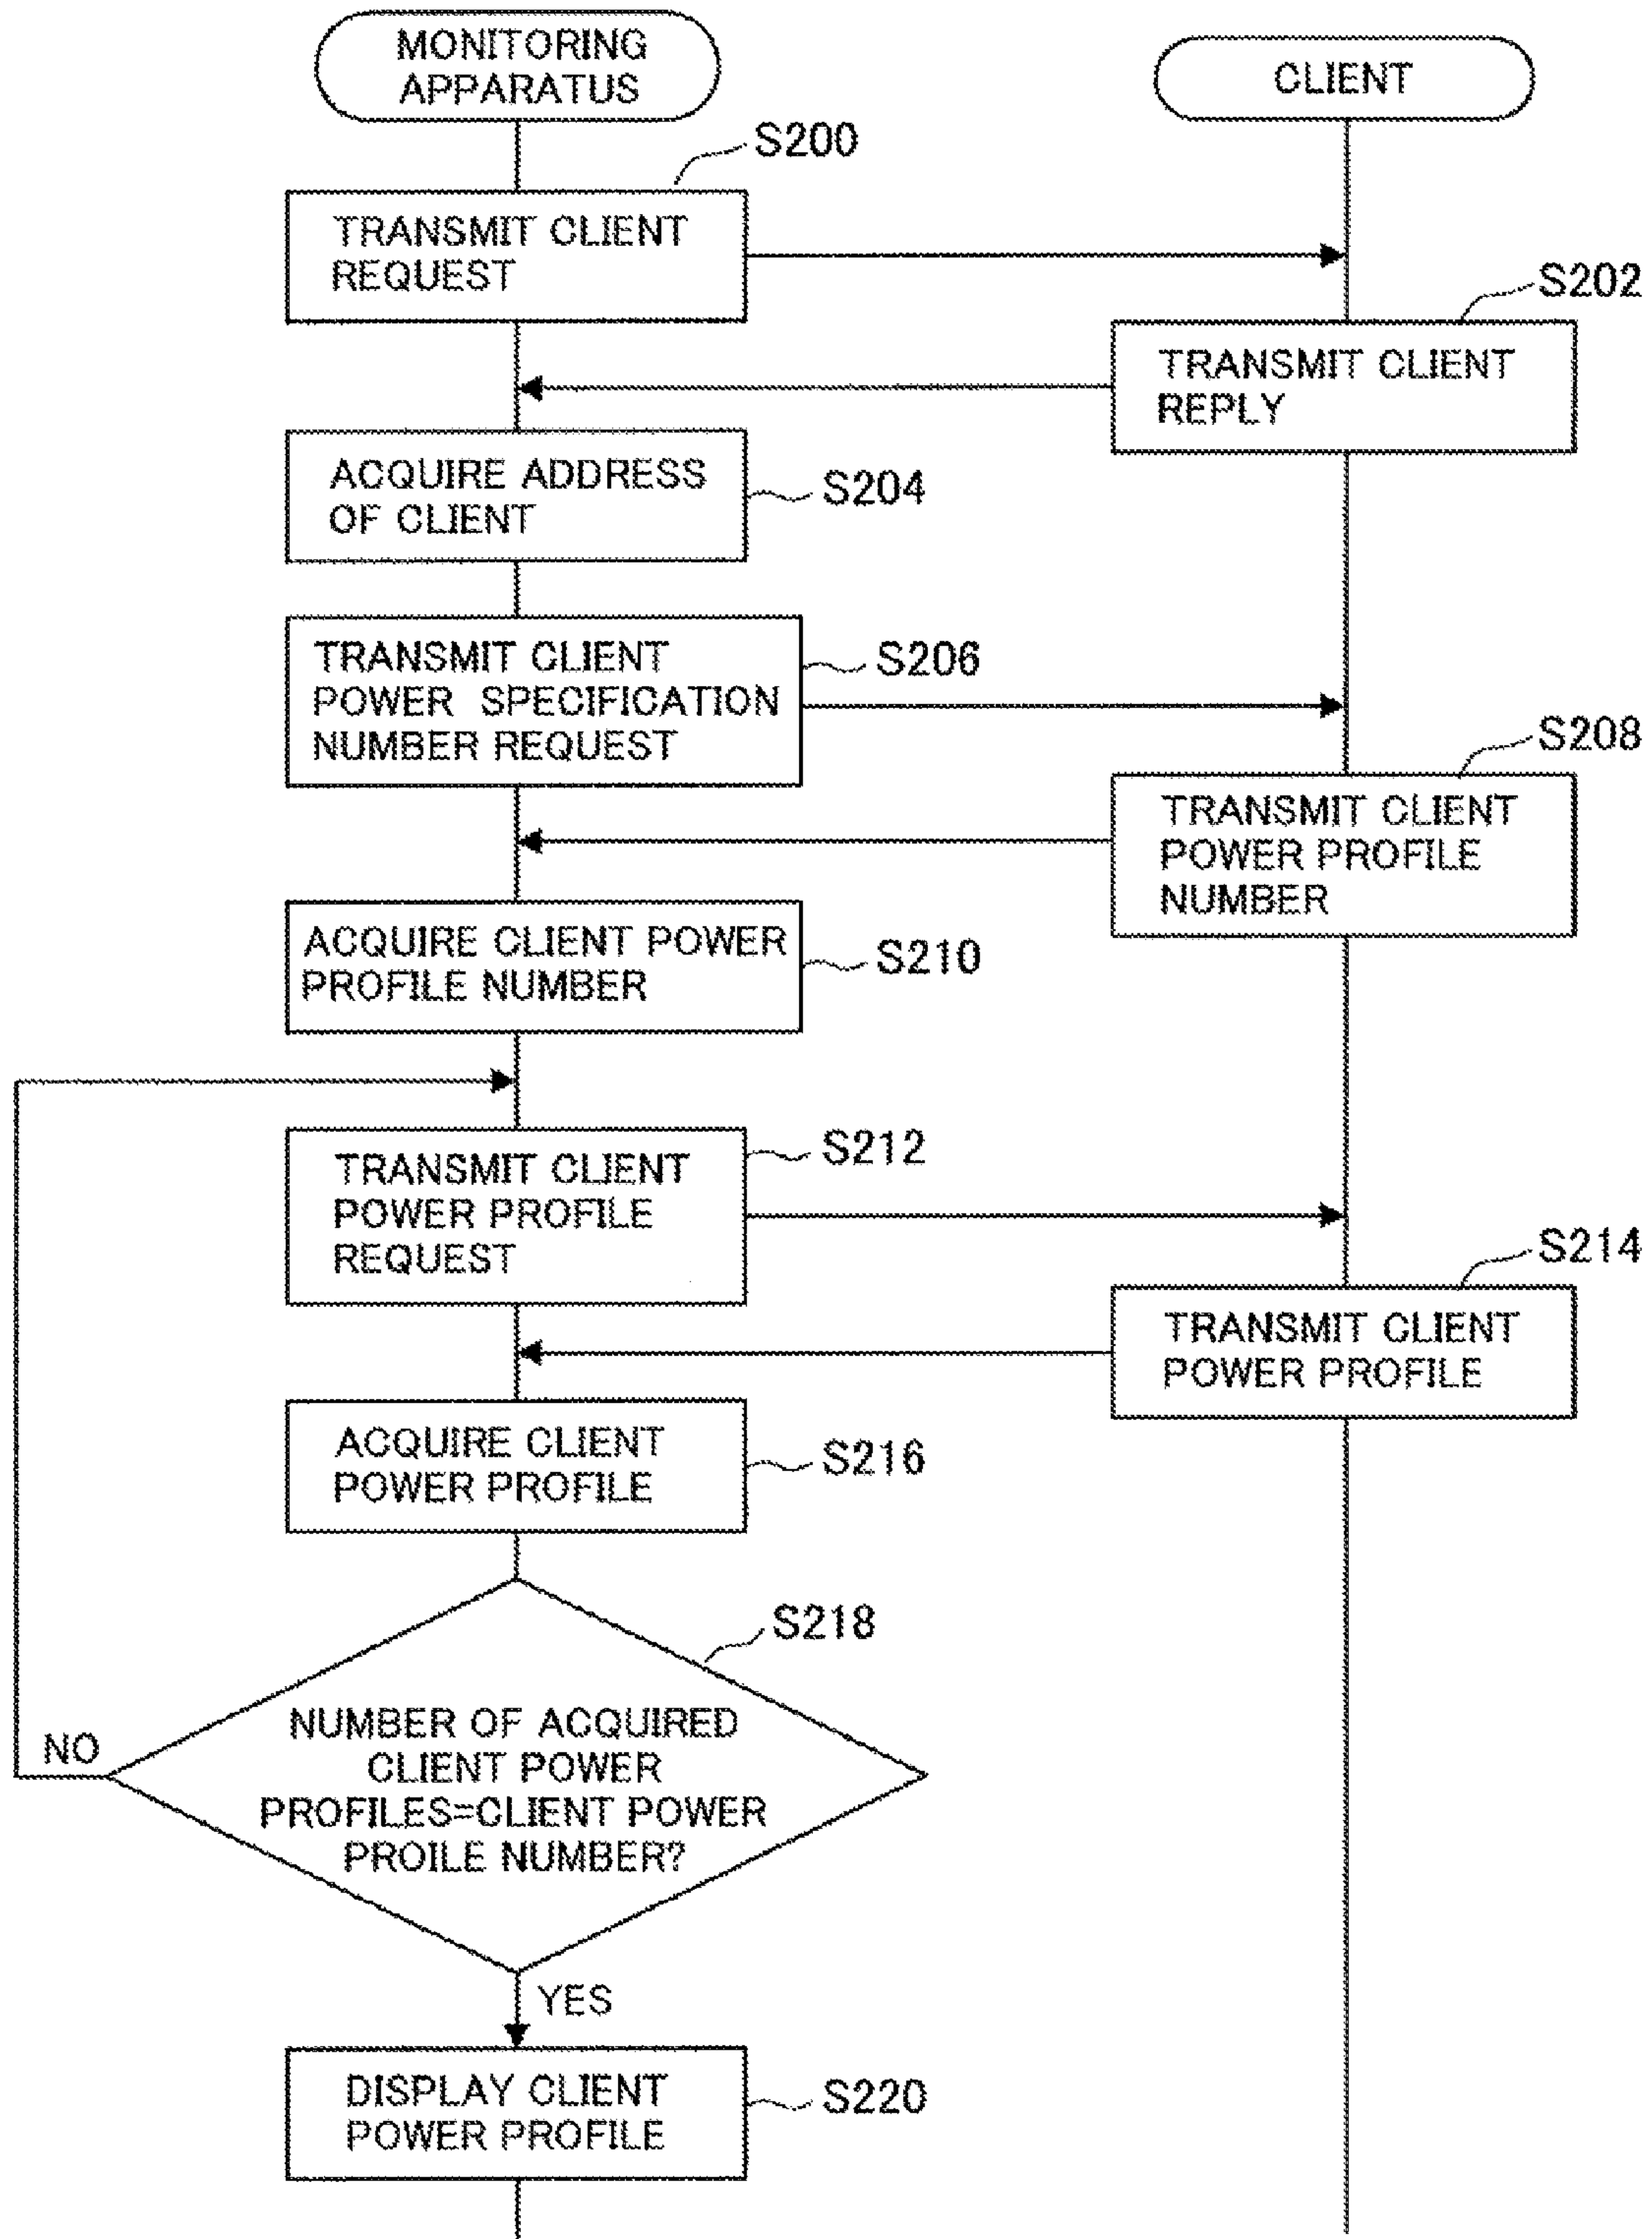 MONITORING
APPARATUS
CLIENT
S200
TRANSMIT CLIENT
REQUEST
S202
TRANSMIT CLIENT
REPLY
ACQUIRE ADDRESS
OF CLIENT
S204
TRANSMIT CLIENT
POWER SPECIFICATION
NUMBER REQUEST
S206
S208
TRANSMIT CLIENT
POWER PROFILE
NUMBER
ACQUIRE CLIENT POWER
PROFILE NUMBER
S210
S212
TRANSMIT CLIENT
POWER PROFILE
REQUEST
S214
TRANSMIT CLIENT
POWER PROFILE
ACQUIRE CLIENT
POWER PROFILE
S216
S218
NUMBER OF ACQUIRED
CLIENT POWER
PROFILES=CLIENT POWER
PROILE NUMBER?
NO
YES
DISPLAY CLIENT
POWER PROFILE
S220